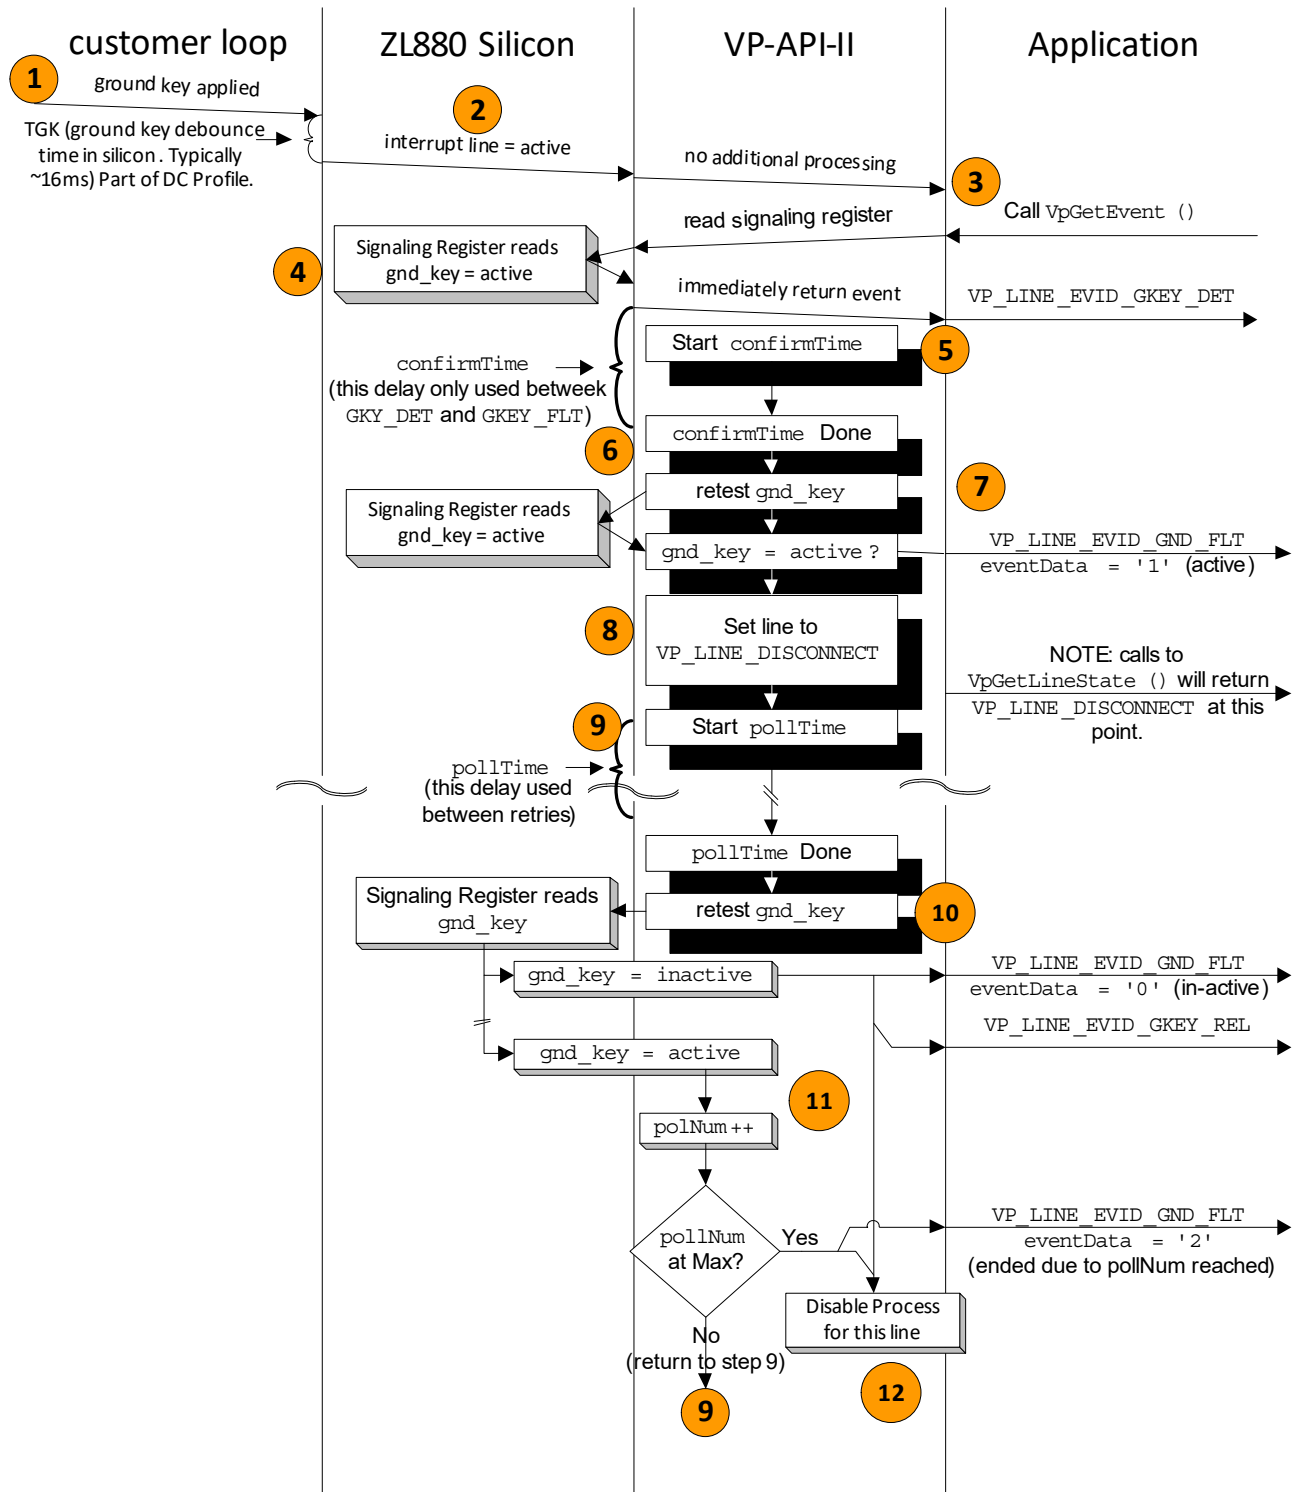 customer loop
ZL880 Silicon
VP-API-II
Application
1
ground key applied
2
TGK (ground key debounce
time in silicon . Typically
~16ms) Part of DC Profile.
interrupt line = active
no additional processing
3
Call VpGetEvent ()
read signaling register
4
Signaling Register reads
gnd_key = active
immediately return event
VP_LINE_EVID_GKEY_DET
Start confirmTime
5
confirmTime
(this delay only used betweek
GKY_DET and GKEY_FLT)
6
confirmTime Done
retest gnd_key
7
Signaling Register reads
gnd_key = active
gnd_key = active ?
VP_LINE_EVID_GND_FLT
eventData = '1' (active)
8
Set line to
VP_LINE_DISCONNECT
NOTE: calls to
VpGetLineState () will return
VP_LINE_DISCONNECT at this
point.
9
Start pollTime
pollTime
(this delay used
between retries)
pollTime Done
Signaling Register reads
gnd_key
retest gnd_key
10
gnd_key = inactive
VP_LINE_EVID_GND_FLT
eventData = '0' (in-active)
VP_LINE_EVID_GKEY_REL
gnd_key = active
11
polNum ++
pollNum
at Max?
Yes
VP_LINE_EVID_GND_FLT
eventData = '2'
(ended due to pollNum reached)
Disable Process
for this line
No
(return to step 9)
12
9